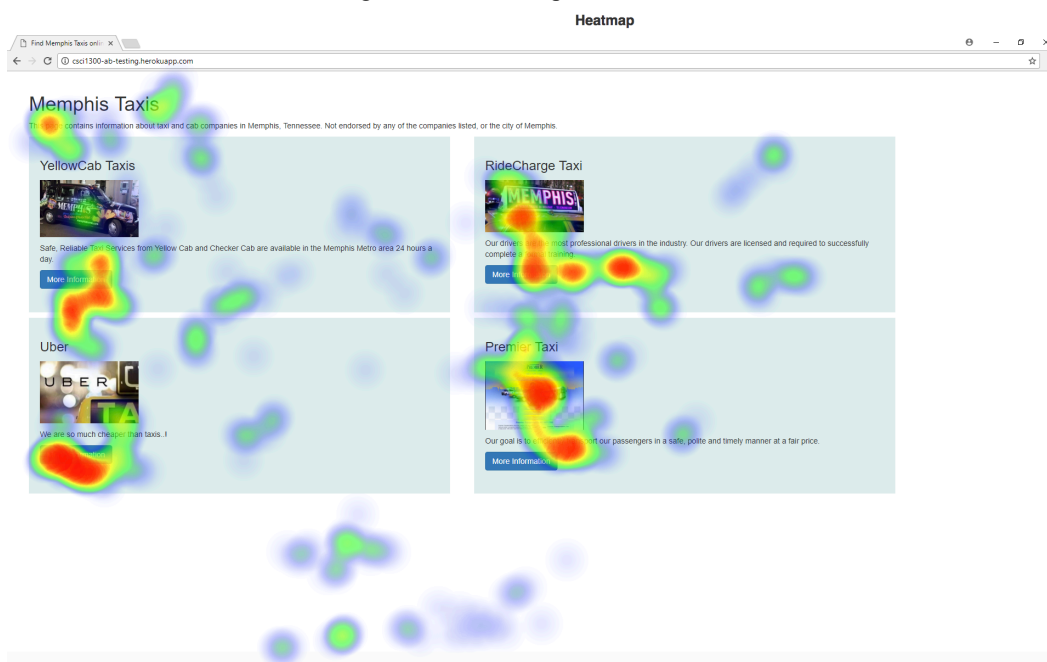 Heatmap
Find Memphis Taxis onlin
csci1300-ab-testing.herokuapp.com
Memphis Taxis
contains information about taxi and cab companies in Memphis, Tennessee. Not endorsed by any of the companies listed, or the city of Memphis.
YellowCab Taxis
MEMPHIS
Safe, Reliable Taxi Services from Yellow Cab and Checker Cab are available in the Memphis Metro area 24 hours a
day.
More Information
RideCharge Taxi
MEMPHIS
Our drivers are the most professional drivers in the industry. Our drivers are licensed and required to successfully
complete training
More
Uber
UBER
TA
We are so much cheaper than taxis..!
Premier Taxi
Our goal is to our passengers in a safe, polite and timely manner at a fair price.
More Information